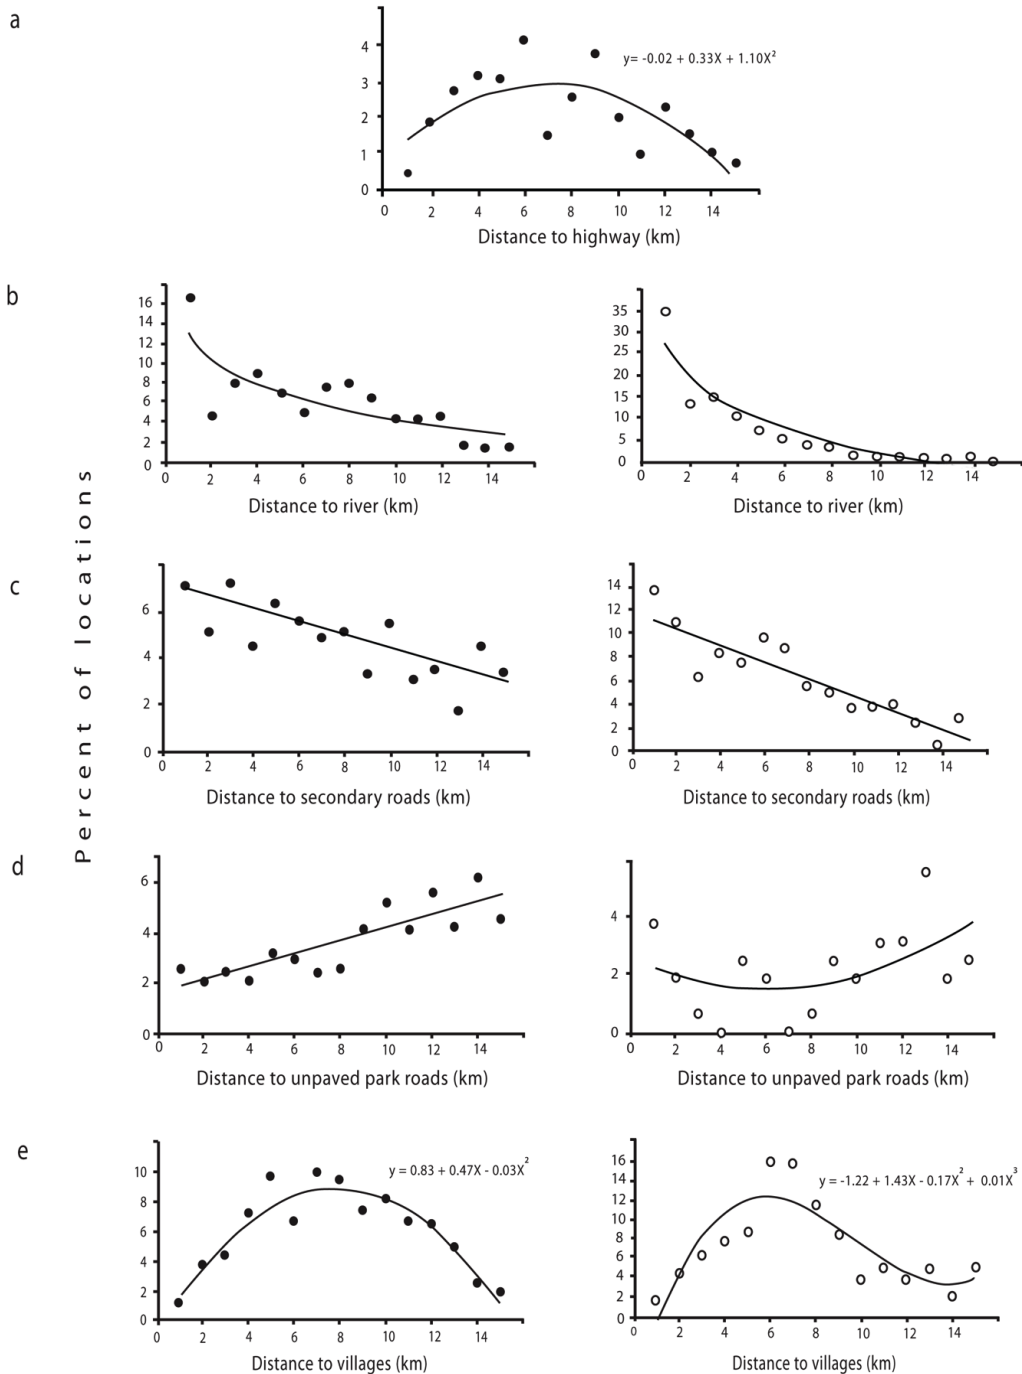 a
4
3
2
1
0
y= -0.02 + 0.33X + 1.10X²
0 2 4 6 8 10 12 14
Distance to highway (km)
Percent of locations
b
16
14
12
10
8
6
4
2
0
0 2 4 6 8 10 12 14
Distance to river (km)
35
30
25
20
15
10
5
0
0 2 4 6 8 10 12 14
Distance to river (km)
c
6
4
2
0
0 2 4 6 8 10 12 14
Distance to secondary roads (km)
14
12
10
8
6
4
2
0
0 2 4 6 8 10 12 14
Distance to secondary roads (km)
d
6
4
2
0
0 2 4 6 8 10 12 14
Distance to unpaved park roads (km)
4
2
0
0 2 4 6 8 10 12 14
Distance to unpaved park roads (km)
e
10
8
6
4
2
0
y = 0.83 + 0.47X - 0.03X²
0 2 4 6 8 10 12 14
Distance to villages (km)
16
14
12
10
8
6
4
2
0
y = -1.22 + 1.43X - 0.17X² + 0.01X³
0 2 4 6 8 10 12 14
Distance to villages (km)